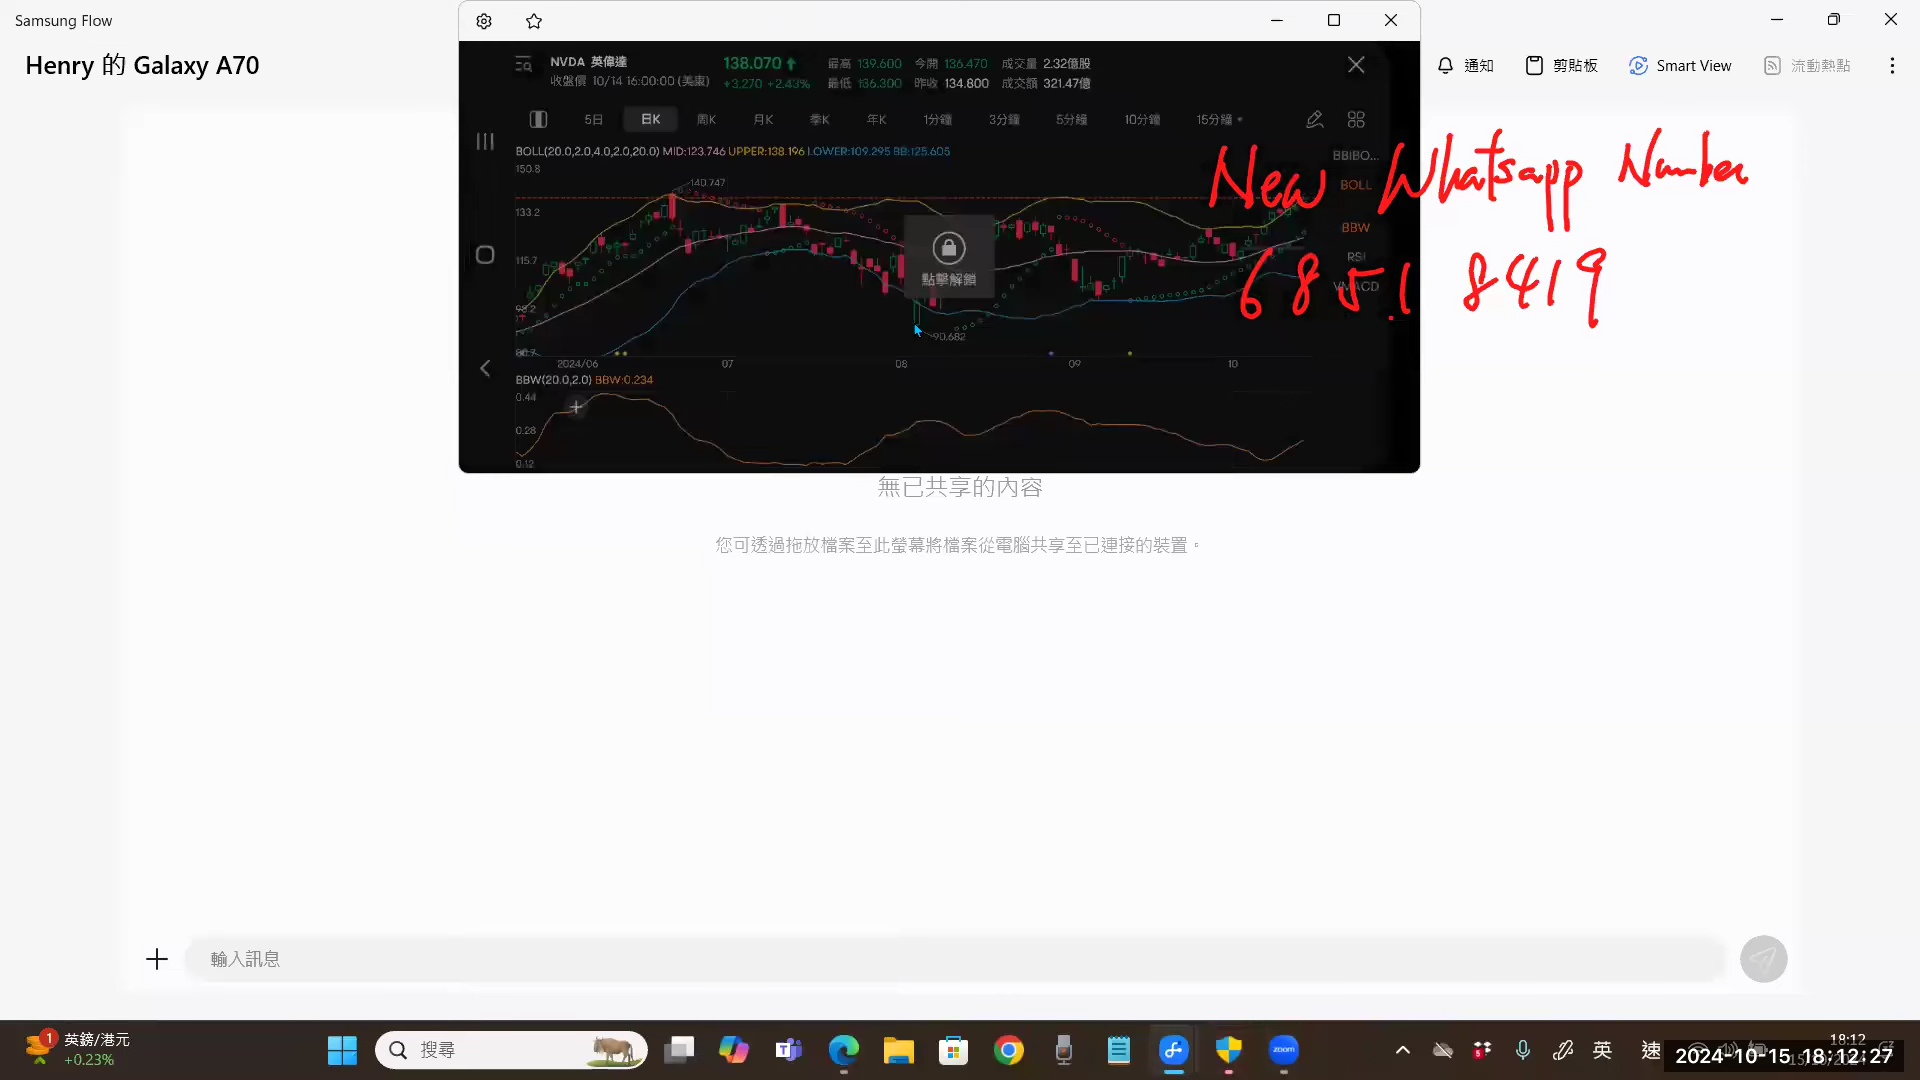 Samsung Flow
Henry 的 Galaxy A70
通知 剪貼板 Smart View 流動熱點
NVDA 英偉達 138.070 最高 139.600 今開 136.470 成交量 2.32億股
收盤價 10/14 16:00:00 (美東) +3.270 +2.43% 最低 136.300 昨收 134.800 成交額 321.47億
5日 日K 周K 月K 季K 年K 1分鐘 3分鐘 5分鐘 10分鐘 15分鐘
BOLL(20.0,2.0,4.0,2.0,20.0) MID:123.746 UPPER:138.196 LOWER:109.295 BB:125.605
BBIBO...
150.8
140.747
New Whatsapp Number
BOLL
133.2
BBW
115.7
RSI
點擊解鎖
VMACD
6851 8419
98.2
90.682
80.7
2024/06 07 08 09 10
BBW(20.0,2.0) BBW:0.234
0.44
0.28
0.12
無已共享的內容
您可透過拖放檔案至此螢幕將檔案從電腦共享至已連接的裝置。
輸入訊息
1 英鎊/港元
+0.23%
搜尋
zoom
英 速
18:12
2024-10-15 18:12:27